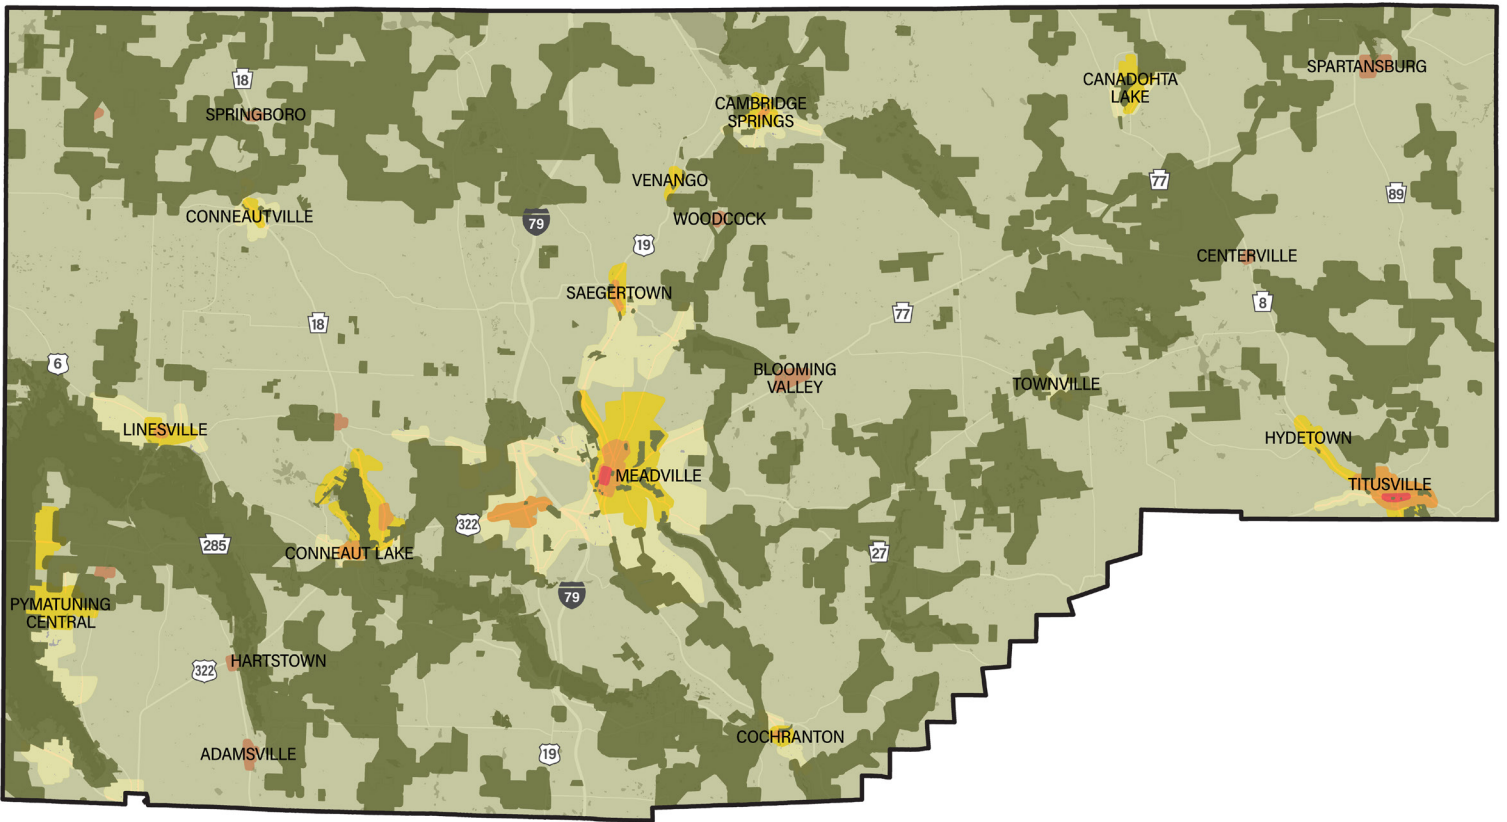 SPARTANSBURG
18
CANADOHTA
LAKE
CAMBRIDGE
SPRINGS
SPRINGBORO
VENANGO
77
89
CONNEAUTVILLE
WOODCOCK
79
19
CENTERVILLE
SAEGERTOWN
8
77
18
6
BLOOMING
VALLEY
TOWNVILLE
LINESVILLE
HYDETOWN
MEADVILLE
TITUSVILLE
322
285
CONNEAUT LAKE
27
79
PYMATUNING
CENTRAL
HARTSTOWN
322
COCHRANTON
ADAMSVILLE
19